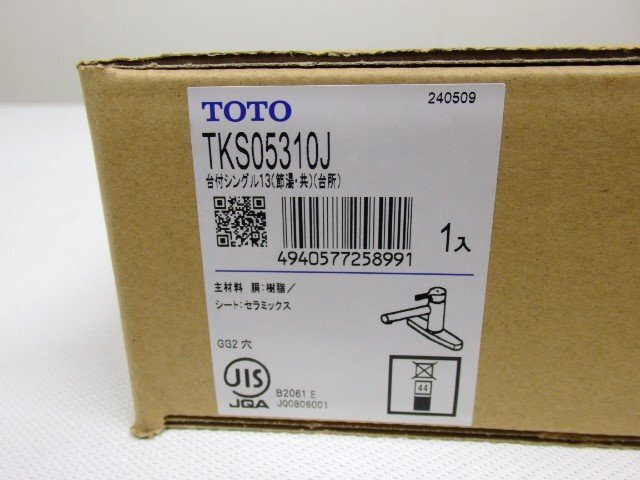 TOTO
240509
TKS05310J
台付シングル13(節湯・共)(台所)
4940577258991
1入
主材料 胴:樹脂/
シート:セラミックス
GG2 穴
JIS
JQA
B2061 E
JQ0806001
44